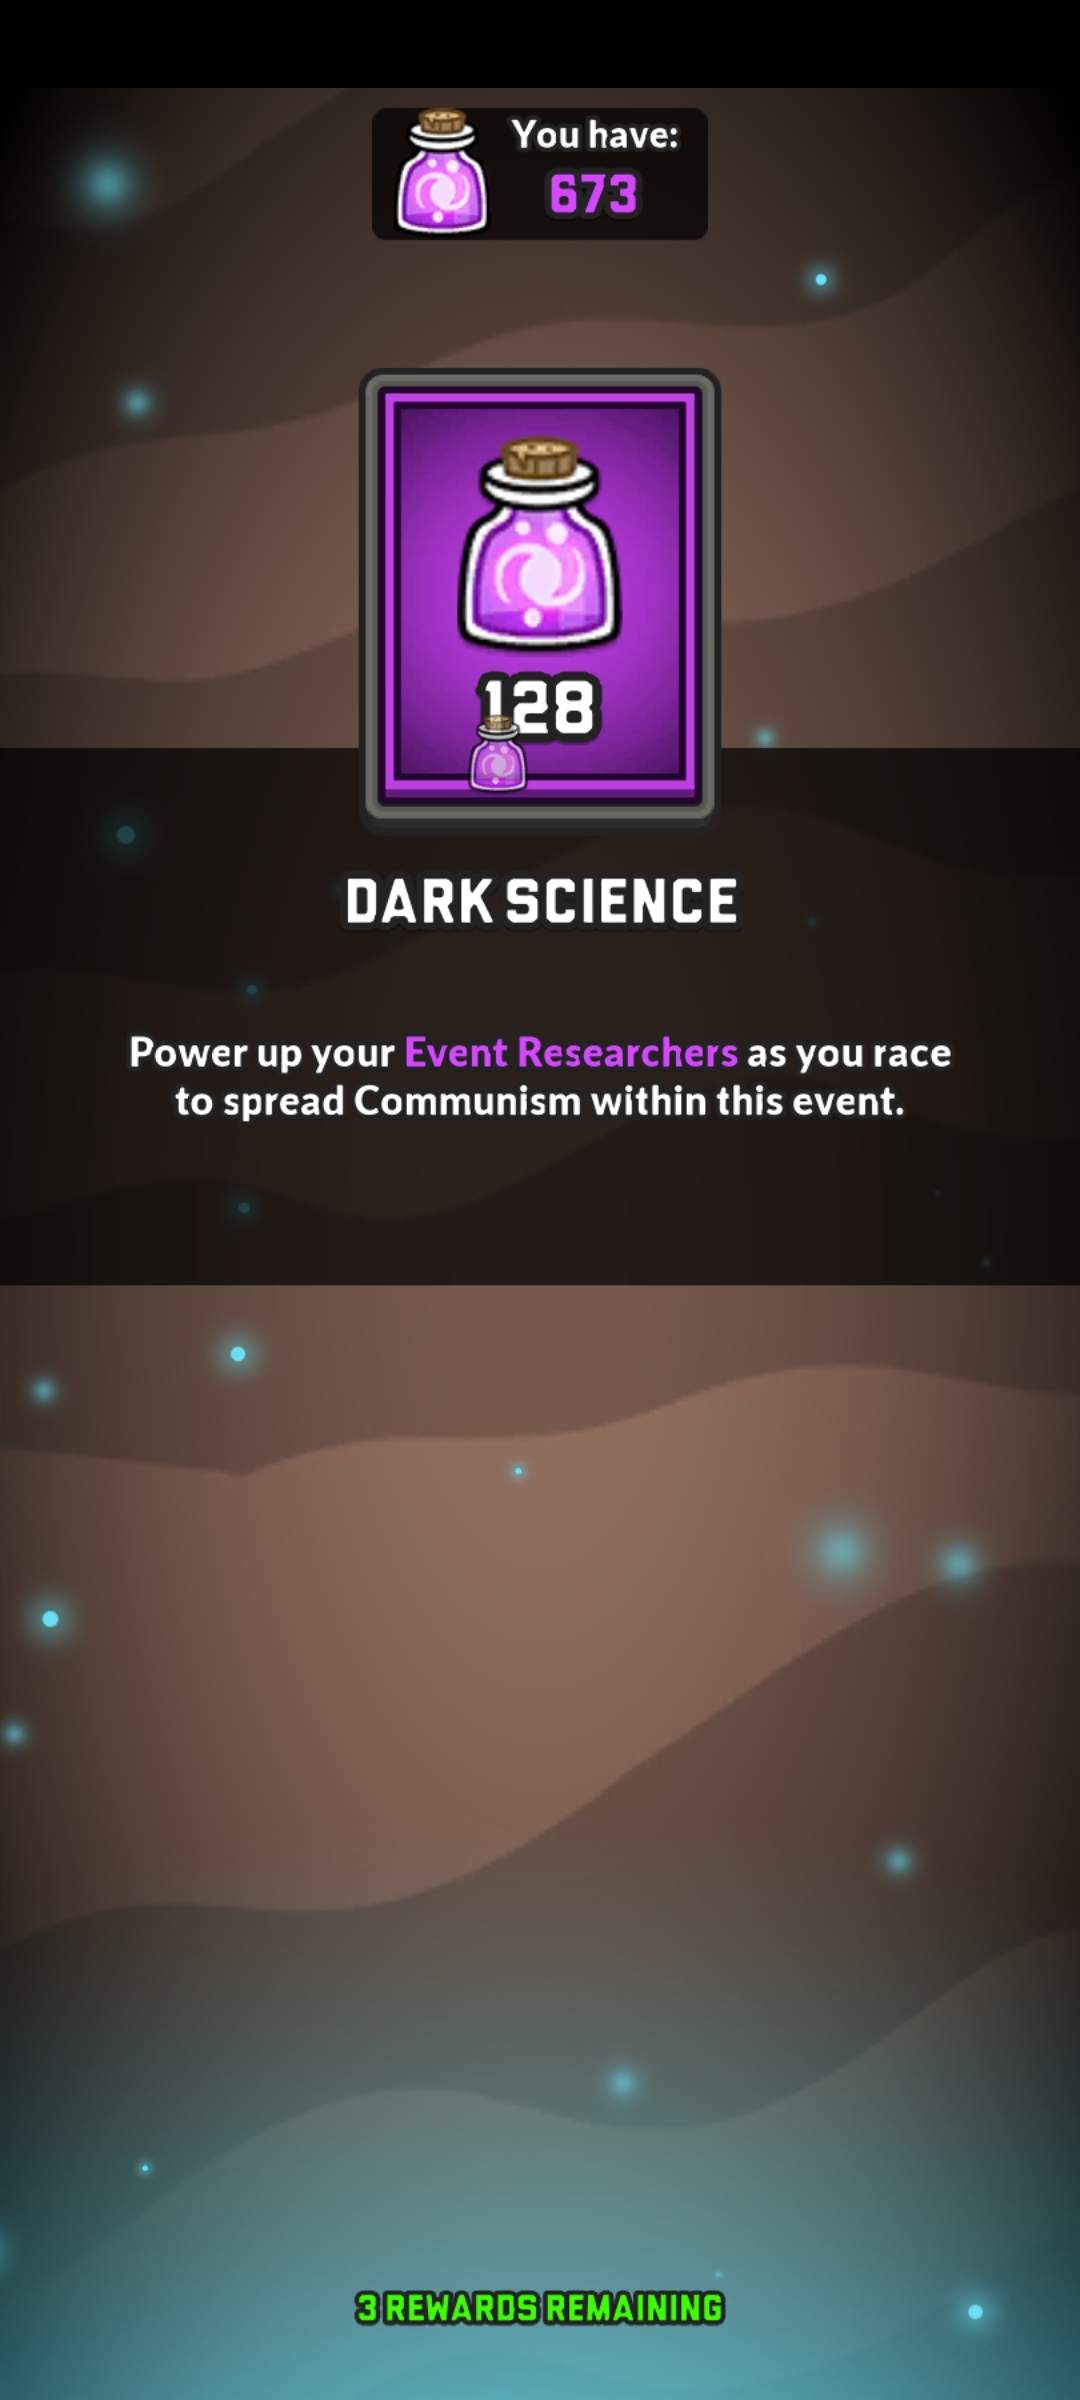 You have:
673
128
DARK SCIENCE
Power up your Event Researchers as you race
to spread Communism within this event.
3 REWARDS REMAINING